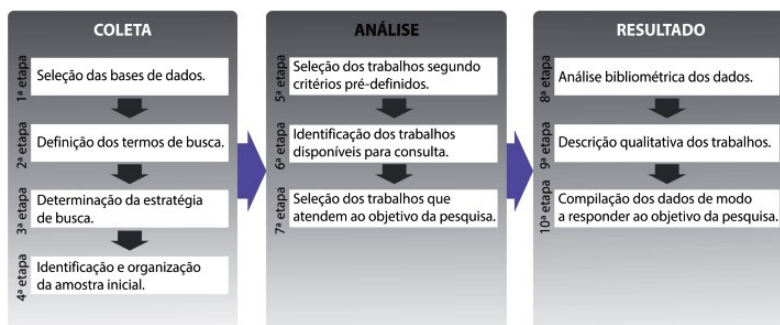 COLETA
1ª etapa
Seleção das bases de dados.
2ª etapa
Definição dos termos de busca.
3ª etapa
Determinação da estratégia
de busca.
4ª etapa
Identificação e organização
da amostra inicial.
ANÁLISE
5ª etapa
Seleção dos trabalhos segundo
critérios pré-definidos.
6ª etapa
Identificação dos trabalhos
disponíveis para consulta.
7ª etapa
Seleção dos trabalhos que
atendem ao objetivo da pesquisa.
RESULTADO
8ª etapa
Análise bibliométrica dos dados.
9ª etapa
Descrição qualitativa dos trabalhos.
10ª etapa
Compilação dos dados de modo
a responder ao objetivo da pesquisa.